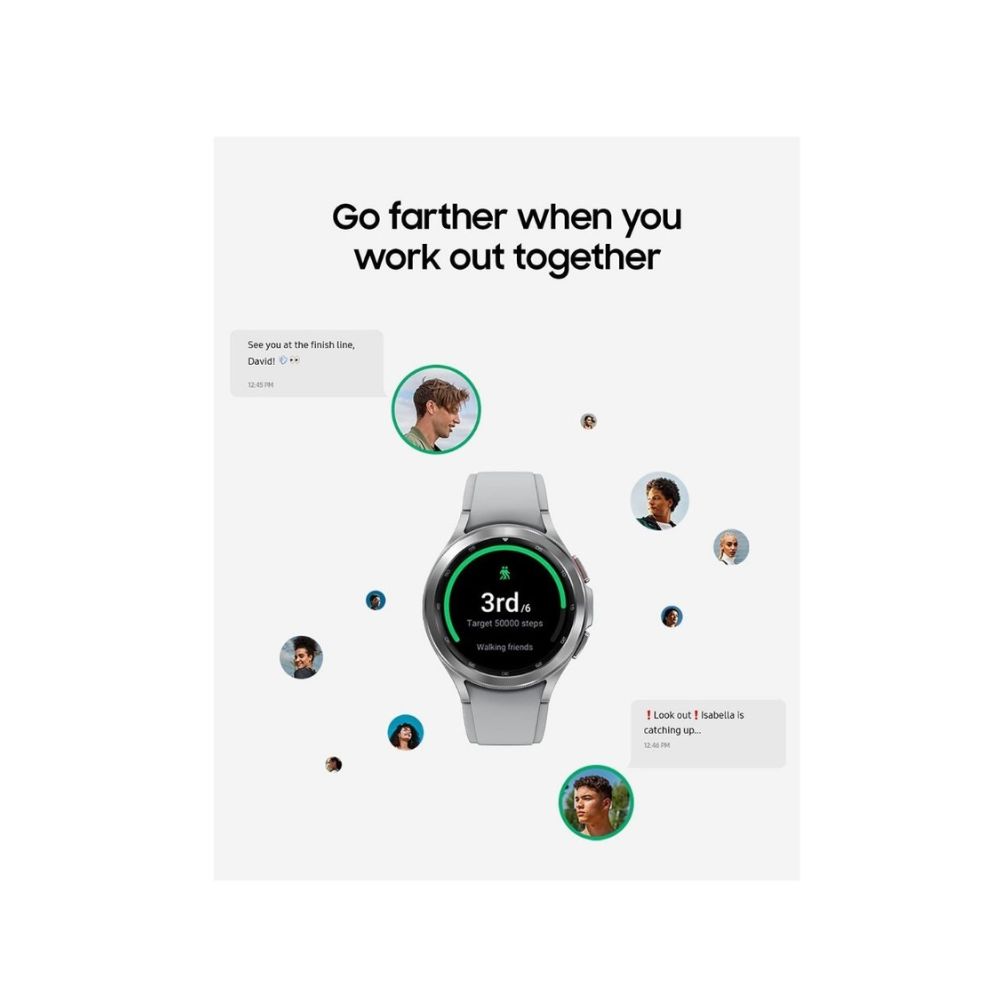 Go farther when you
work out together
See you at the finish line,
David! 💨👀
12:45 PM
3rd/6
Target 50000 steps
Walking friends
❗Look out❗Isabella is
catching up...
12:46 PM